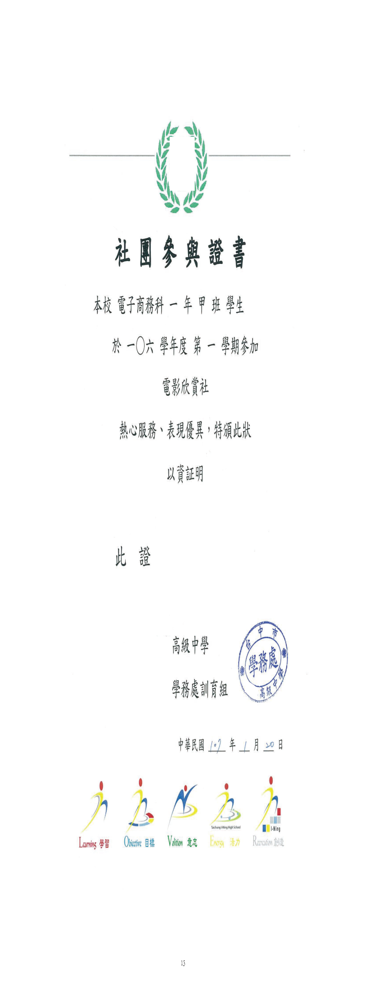 社團參與證書
本校 電子商務科 一 年 甲 班 學生
於 一〇六 學年度 第 一 學期參加
電影欣賞社
熱心服務、表現優異，特頒此狀
以資証明
此 證
高級中學
學務處訓育組
台中市
學務處
高級中學
中華民國 107 年 1 月 20 日
Taichung I-Ning High School
I-Ning
Learning 學習 Objective 目標 Volition 意志 Energy 活力 Recreation 創造
13